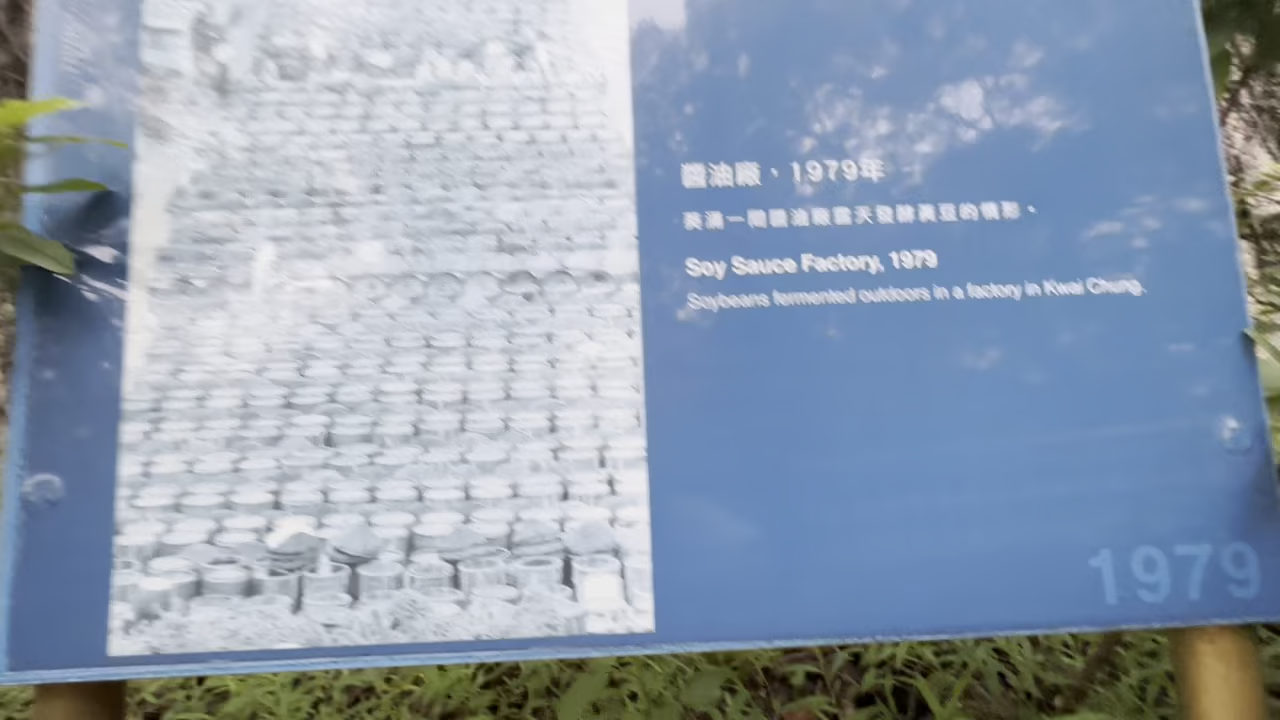 醬油廠，1979年
葵涌一間醬油廠露天發酵黃豆的情形。
Soy Sauce Factory, 1979
Soybeans fermented outdoors in a factory in Kwai Chung.
1979